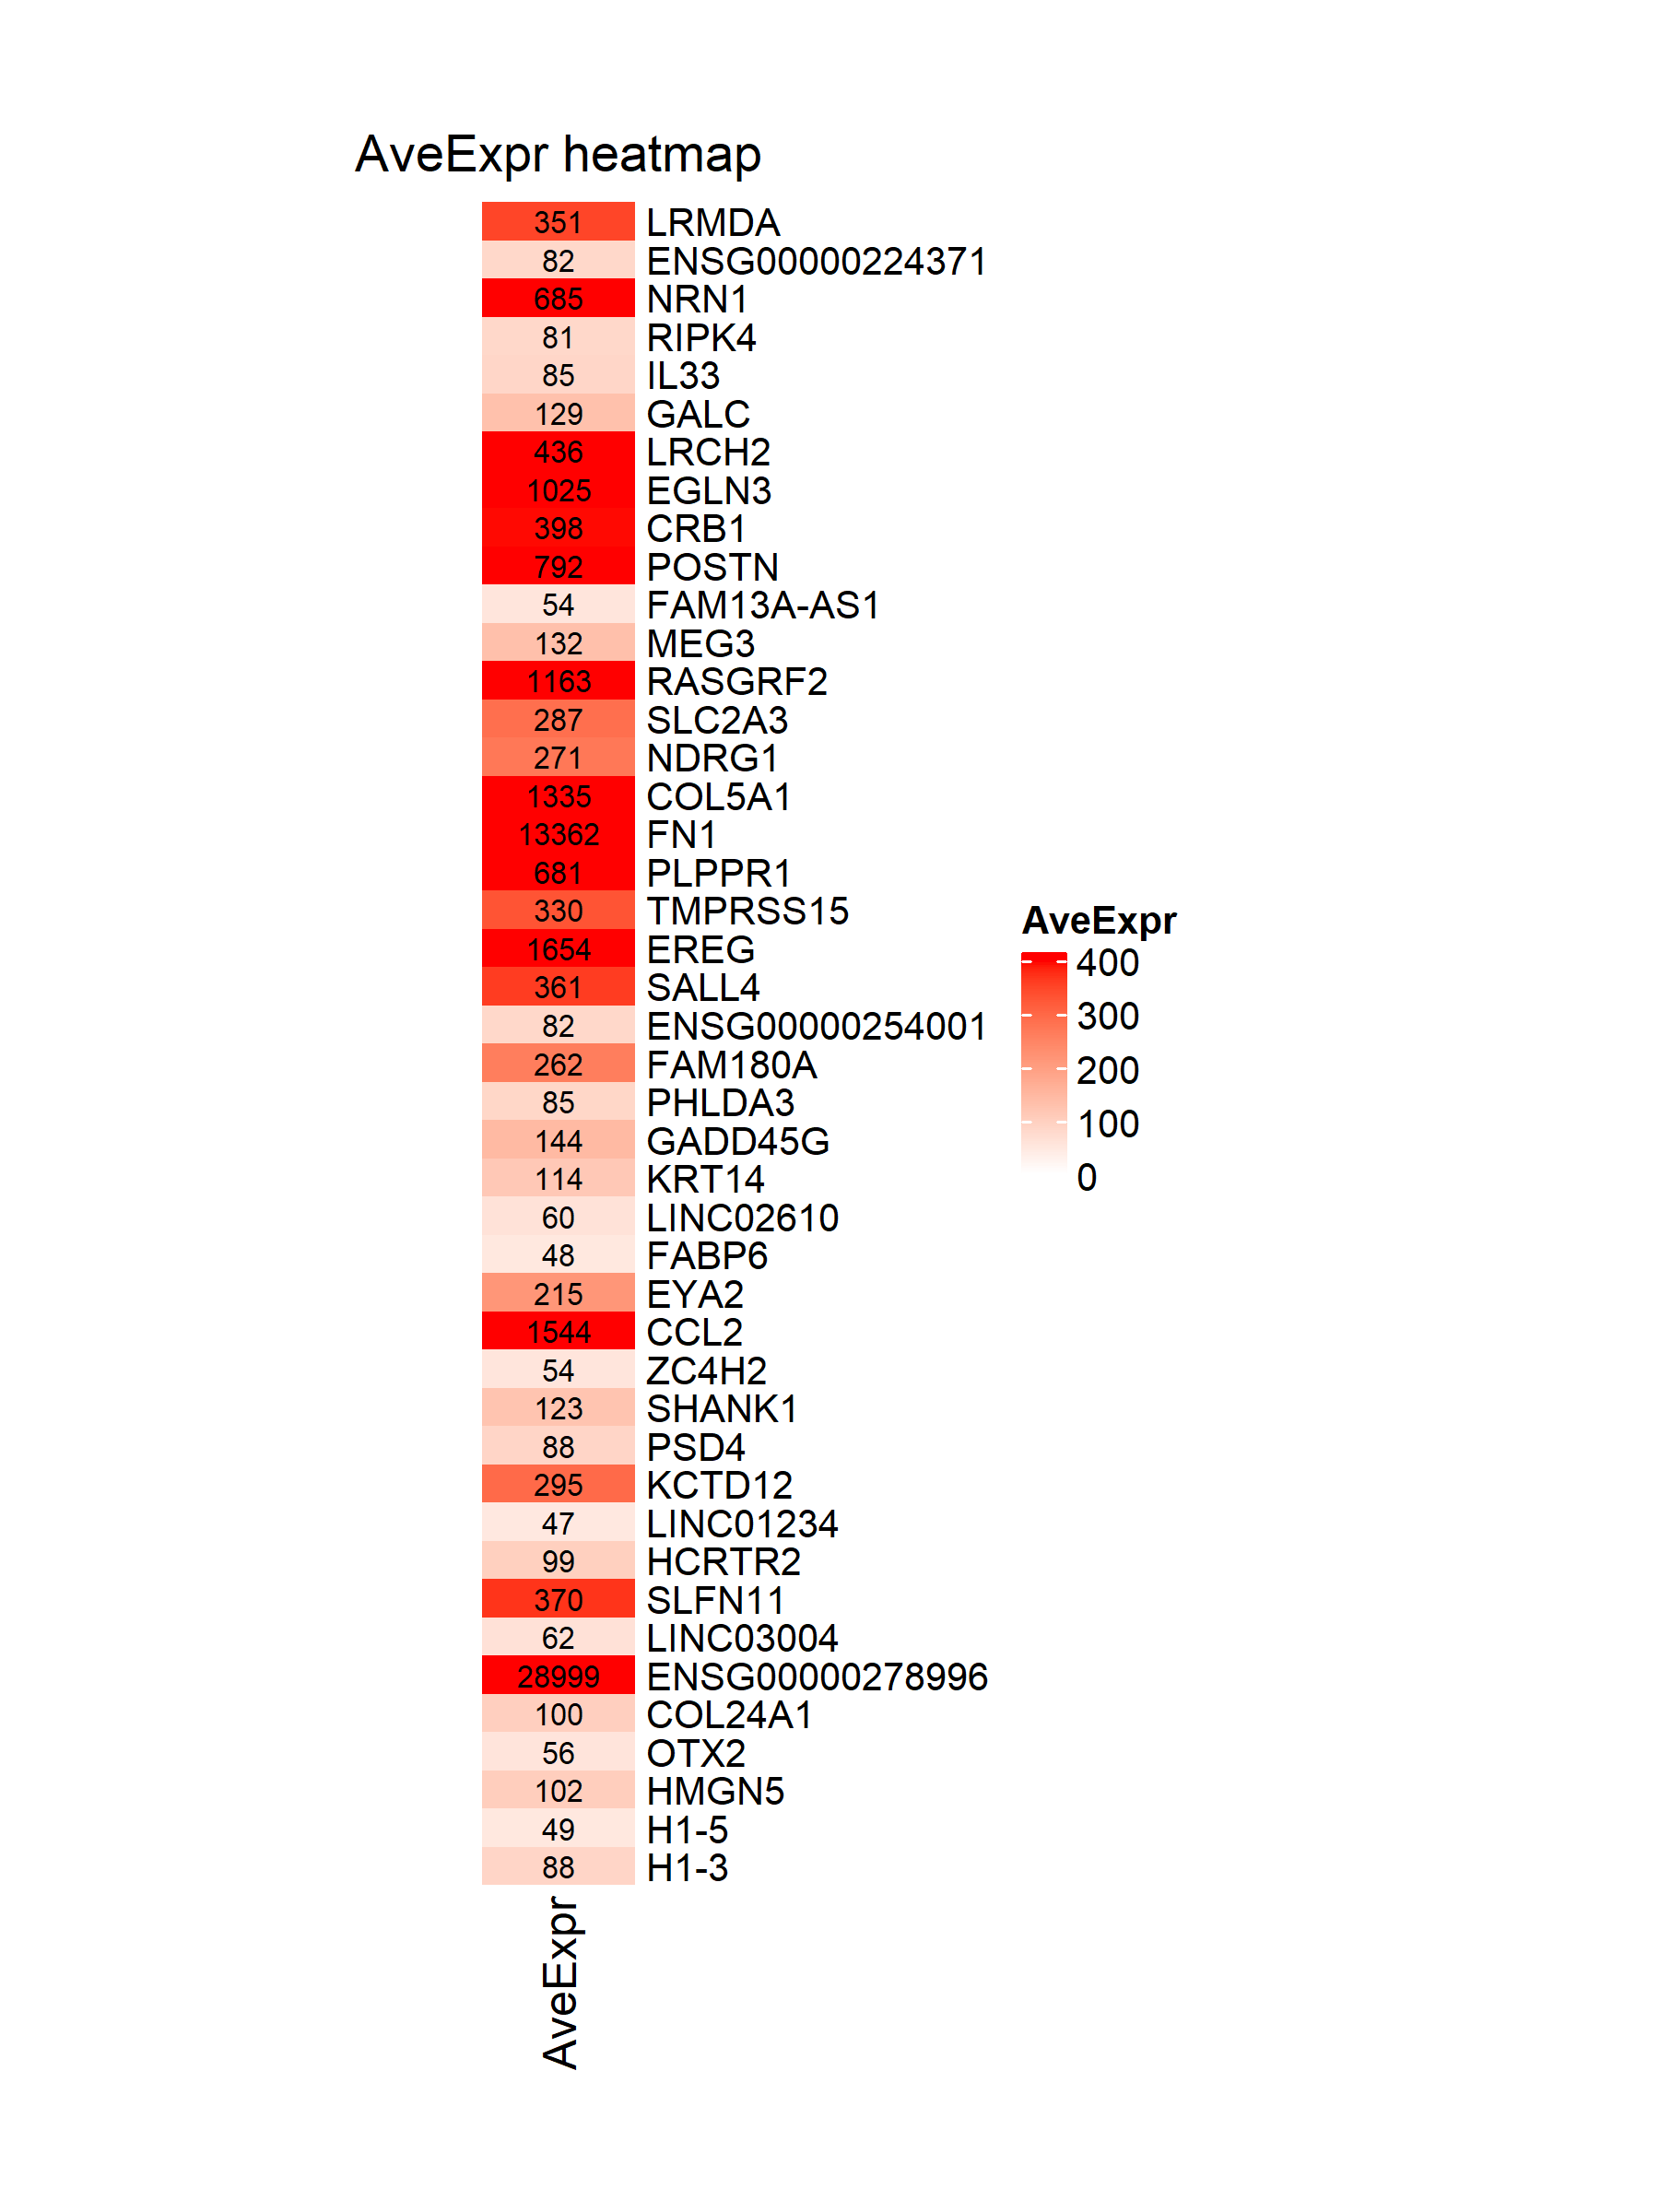 AveExpr heatmap
351 LRMDA
82 ENSG00000224371
685 NRN1
81 RIPK4
85 IL33
129 GALC
436 LRCH2
1025 EGLN3
398 CRB1
792 POSTN
54 FAM13A-AS1
132 MEG3
1163 RASGRF2
287 SLC2A3
271 NDRG1
1335 COL5A1
13362 FN1
681 PLPPR1
330 TMPRSS15
1654 EREG
361 SALL4
82 ENSG00000254001
262 FAM180A
85 PHLDA3
144 GADD45G
114 KRT14
60 LINC02610
48 FABP6
215 EYA2
1544 CCL2
54 ZC4H2
123 SHANK1
88 PSD4
295 KCTD12
47 LINC01234
99 HCRTR2
370 SLFN11
62 LINC03004
28999 ENSG00000278996
100 COL24A1
56 OTX2
102 HMGN5
49 H1-5
88 H1-3
AveExpr
AveExpr
400
300
200
100
0